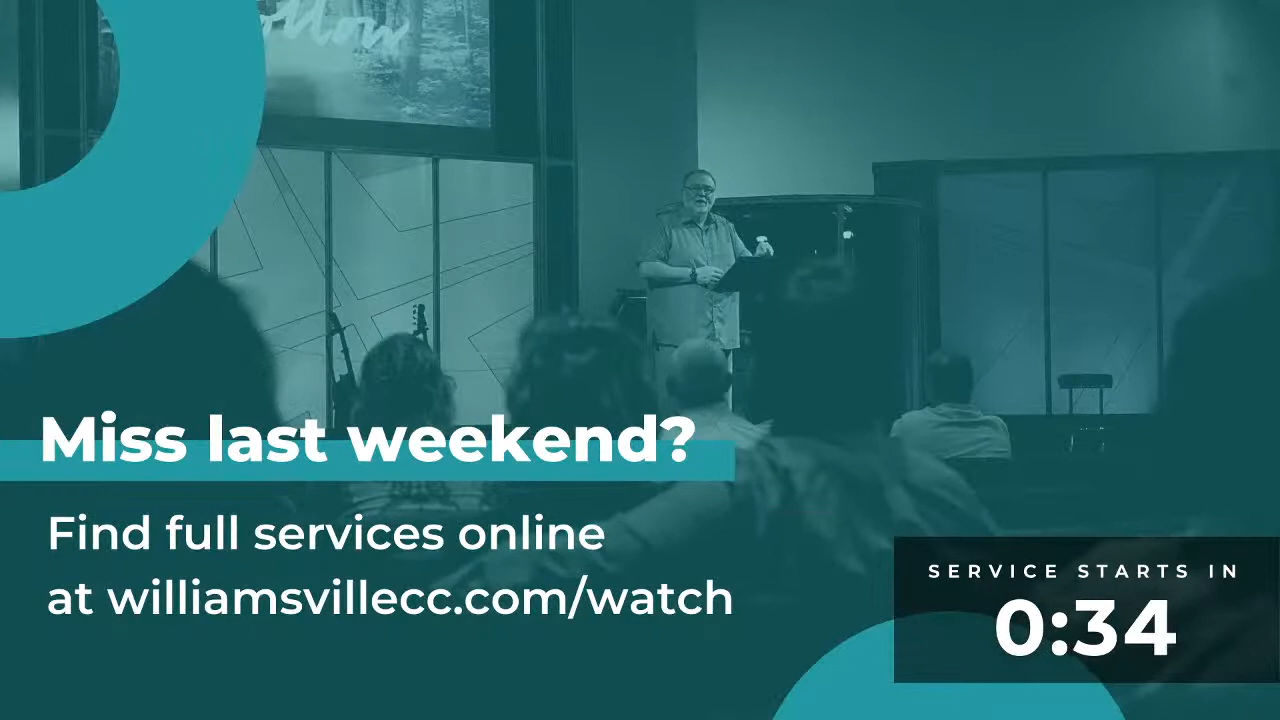 Miss last weekend?
Find full services online
at williamsvillecc.com/watch
SERVICE STARTS IN
0:34